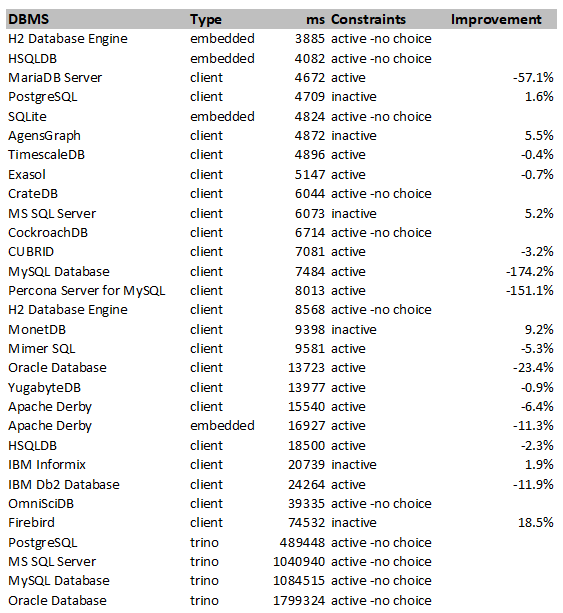 DBMS Type ms Constraints Improvement
H2 Database Engine embedded 3885 active -no choice
HSQLDB embedded 4082 active -no choice
MariaDB Server client 4672 active -57.1%
PostgreSQL client 4709 inactive 1.6%
SQLite embedded 4824 active -no choice
AgensGraph client 4872 inactive 5.5%
TimescaleDB client 4896 active -0.4%
Exasol client 5147 active -0.7%
CrateDB client 6044 active -no choice
MS SQL Server client 6073 inactive 5.2%
CockroachDB client 6714 active -no choice
CUBRID client 7081 active -3.2%
MySQL Database client 7484 active -174.2%
Percona Server for MySQL client 8013 active -151.1%
H2 Database Engine client 8568 active -no choice
MonetDB client 9398 inactive 9.2%
Mimer SQL client 9581 active -5.3%
Oracle Database client 13723 active -23.4%
YugabyteDB client 13977 active -0.9%
Apache Derby client 15540 active -6.4%
Apache Derby embedded 16927 active -11.3%
HSQLDB client 18500 active -2.3%
IBM Informix client 20739 inactive 1.9%
IBM Db2 Database client 24264 active -11.9%
OmniSciDB client 39335 active -no choice
Firebird client 74532 inactive 18.5%
PostgreSQL trino 489448 active -no choice
MS SQL Server trino 1040940 active -no choice
MySQL Database trino 1084515 active -no choice
Oracle Database trino 1799324 active -no choice